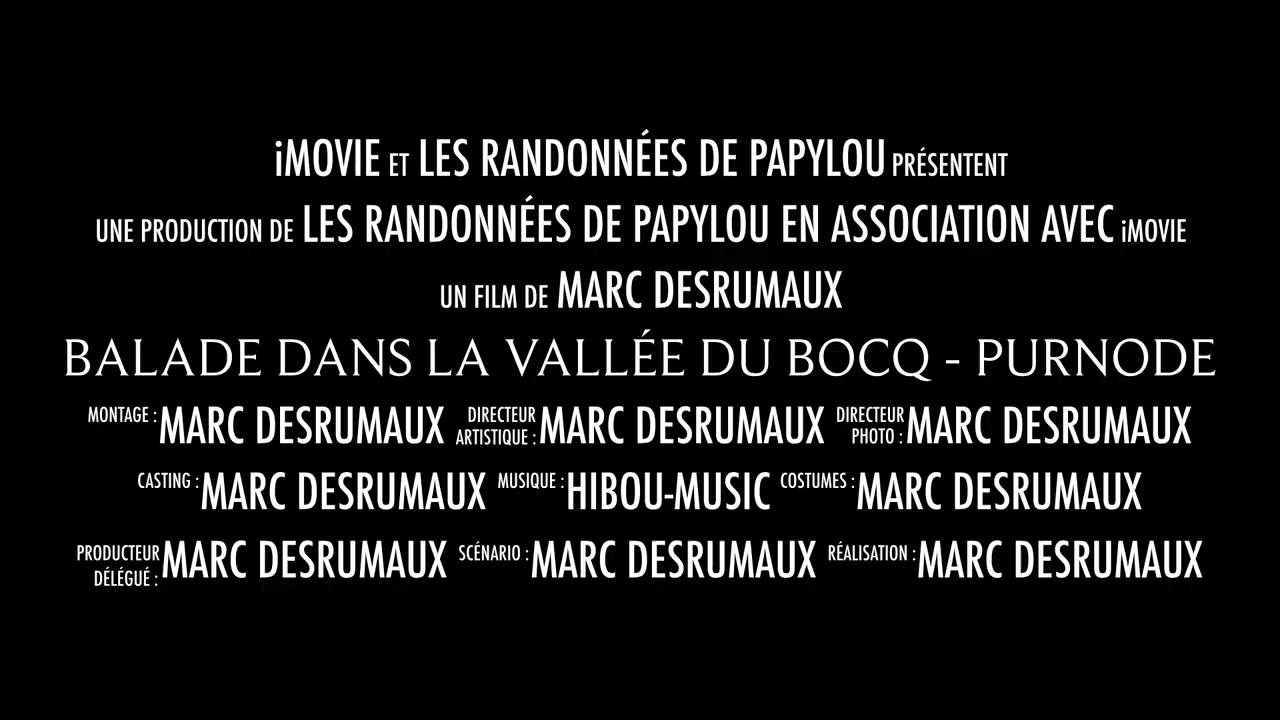 iMOVIE ET LES RANDONNÉES DE PAPYLOU PRÉSENTENT
UNE PRODUCTION DE LES RANDONNÉES DE PAPYLOU EN ASSOCIATION AVEC iMOVIE
UN FILM DE MARC DESRUMAUX
BALADE DANS LA VALLÉE DU BOCQ - PURNODE
MONTAGE : MARC DESRUMAUX DIRECTEUR ARTISTIQUE : MARC DESRUMAUX DIRECTEUR PHOTO : MARC DESRUMAUX
CASTING : MARC DESRUMAUX MUSIQUE : HIBOU-MUSIC COSTUMES : MARC DESRUMAUX
PRODUCTEUR DÉLÉGUÉ : MARC DESRUMAUX SCÉNARIO : MARC DESRUMAUX RÉALISATION : MARC DESRUMAUX